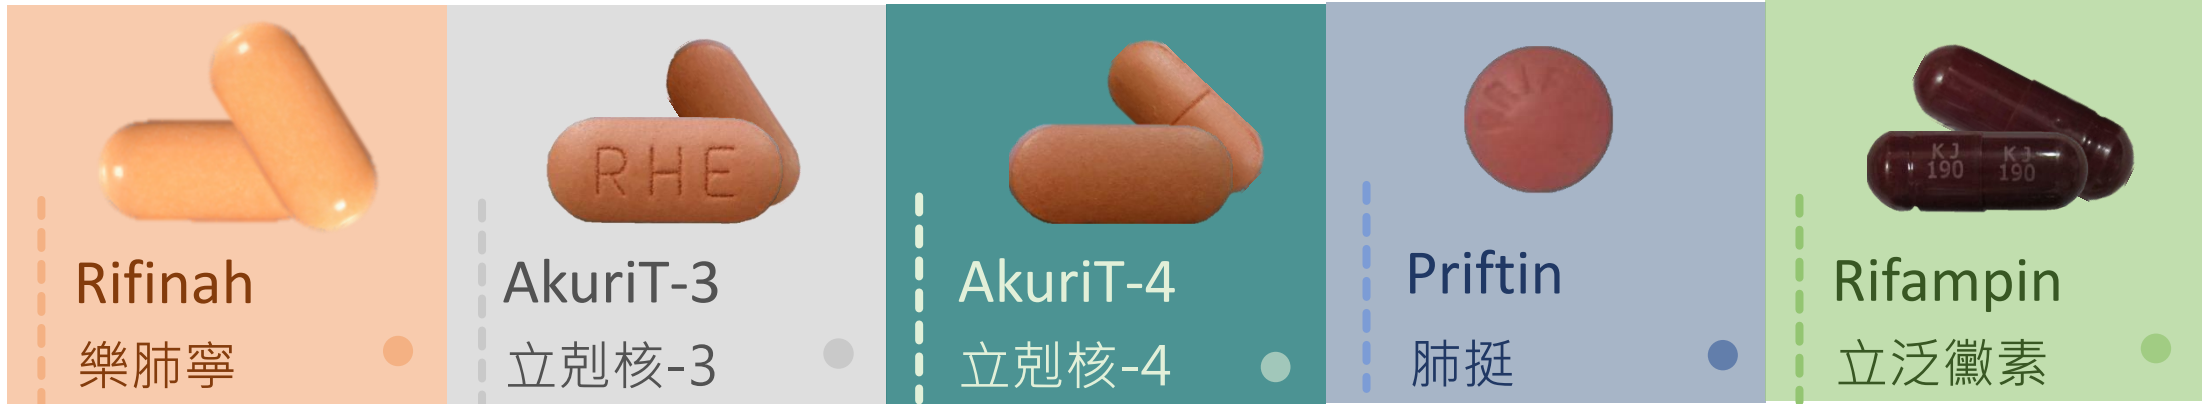 Rifinah
樂肺寧
RHE
AkuriT-3
立剋核-3
AkuriT-4
立剋核-4
PRIF
Priftin
肺挺
KJ
190
KJ
190
Rifampin
立泛黴素